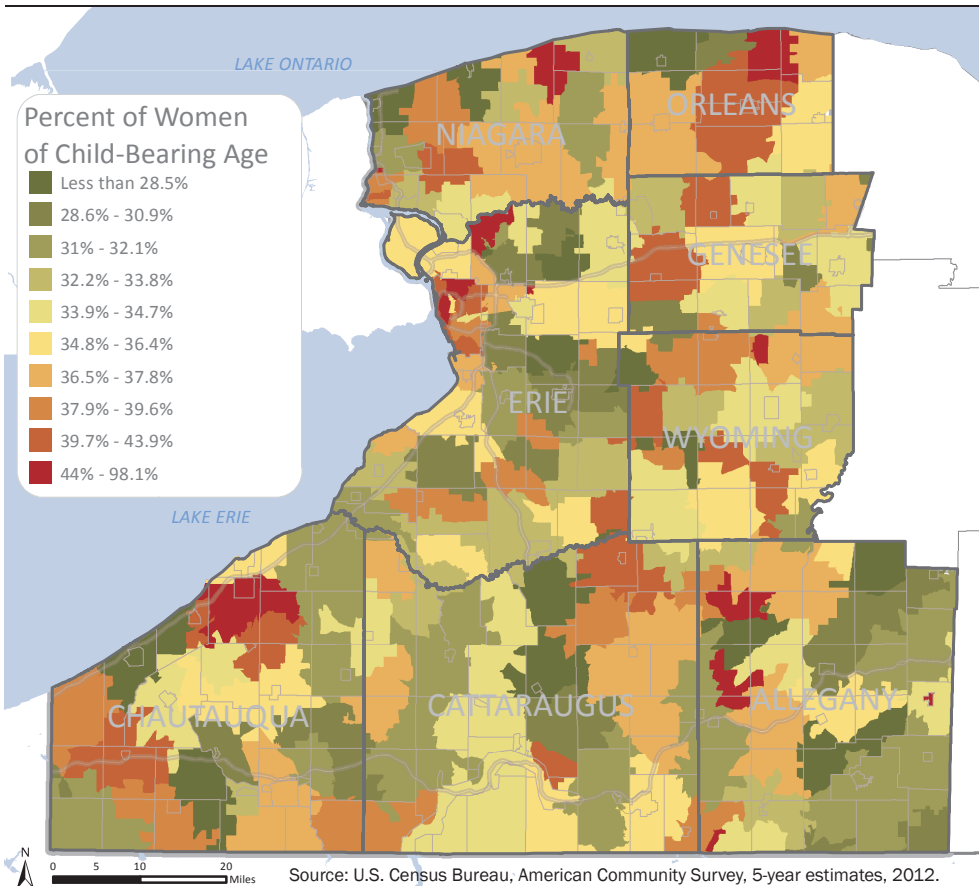 LAKE ONTARIO
Percent of Women
of Child-Bearing Age
Less than 28.5%
28.6% - 30.9%
31% - 32.1%
32.2% - 33.8%
33.9% - 34.7%
34.8% - 36.4%
36.5% - 37.8%
37.9% - 39.6%
39.7% - 43.9%
44% - 98.1%
NIAGARA
ORLEANS
GENESEE
ERIE
WYOMING
LAKE ERIE
CHAUTAUQUA
CATTARAUGUS
ALLEGANY
N
0 5 10 20
Miles
Source: U.S. Census Bureau, American Community Survey, 5-year estimates, 2012.